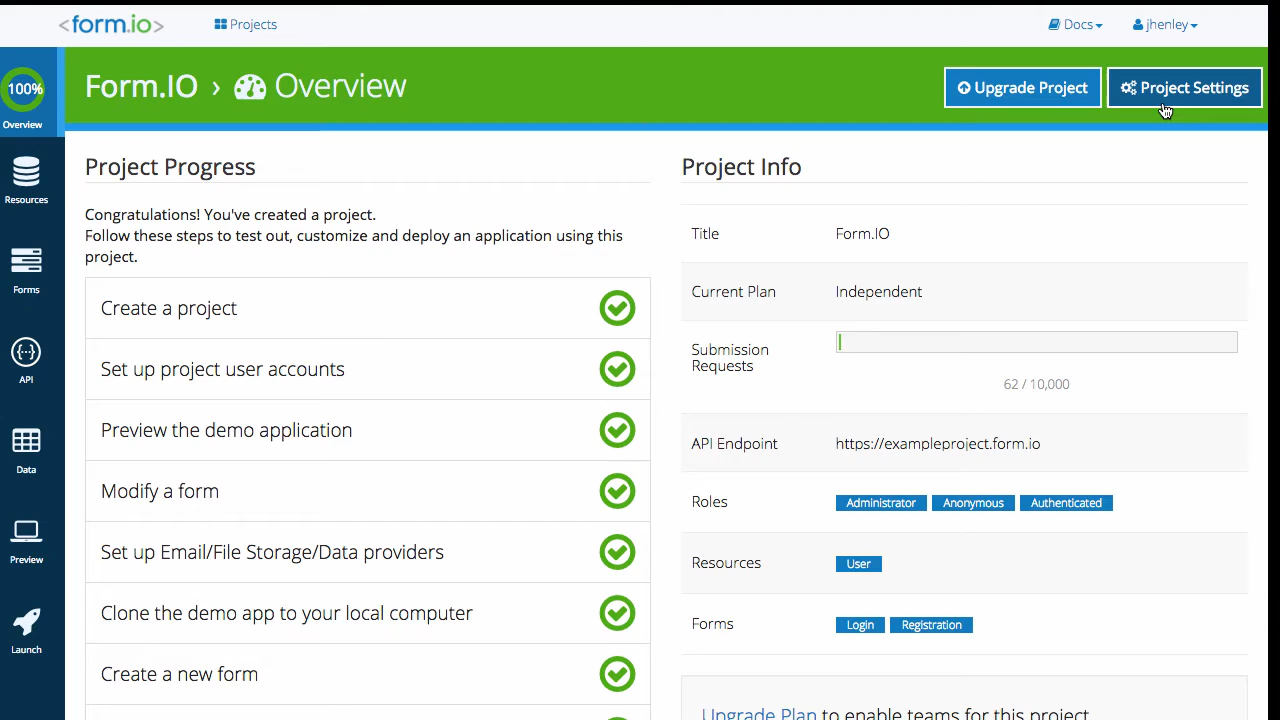 <form.io>
Projects
Docs
jhenley
100%
Overview
Form.IO › Overview
Upgrade Project
Project Settings
Resources
Forms
API
Data
Preview
Launch
Project Progress
Congratulations! You've created a project.
Follow these steps to test out, customize and deploy an application using this
project.
Create a project
Set up project user accounts
Preview the demo application
Modify a form
Set up Email/File Storage/Data providers
Clone the demo app to your local computer
Create a new form
Project Info
Title Form.IO
Current Plan Independent
Submission
Requests
62 / 10,000
API Endpoint https://exampleproject.form.io
Roles Administrator Anonymous Authenticated
Resources User
Forms Login Registration
Upgrade Plan to enable teams for this project